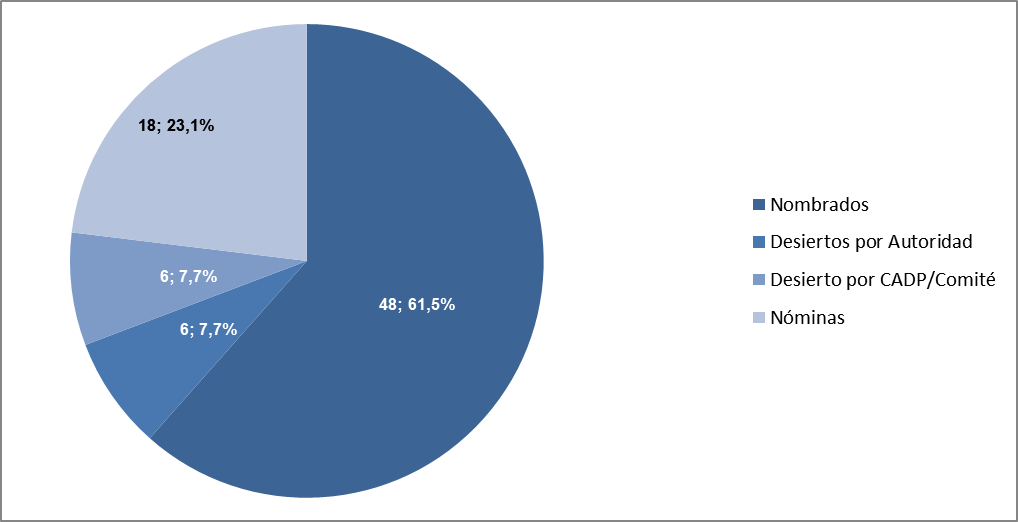 18; 23,1%
6; 7,7%
6; 7,7%
48; 61,5%
Nombrados
Desiertos por Autoridad
Desierto por CADP/Comité
Nóminas